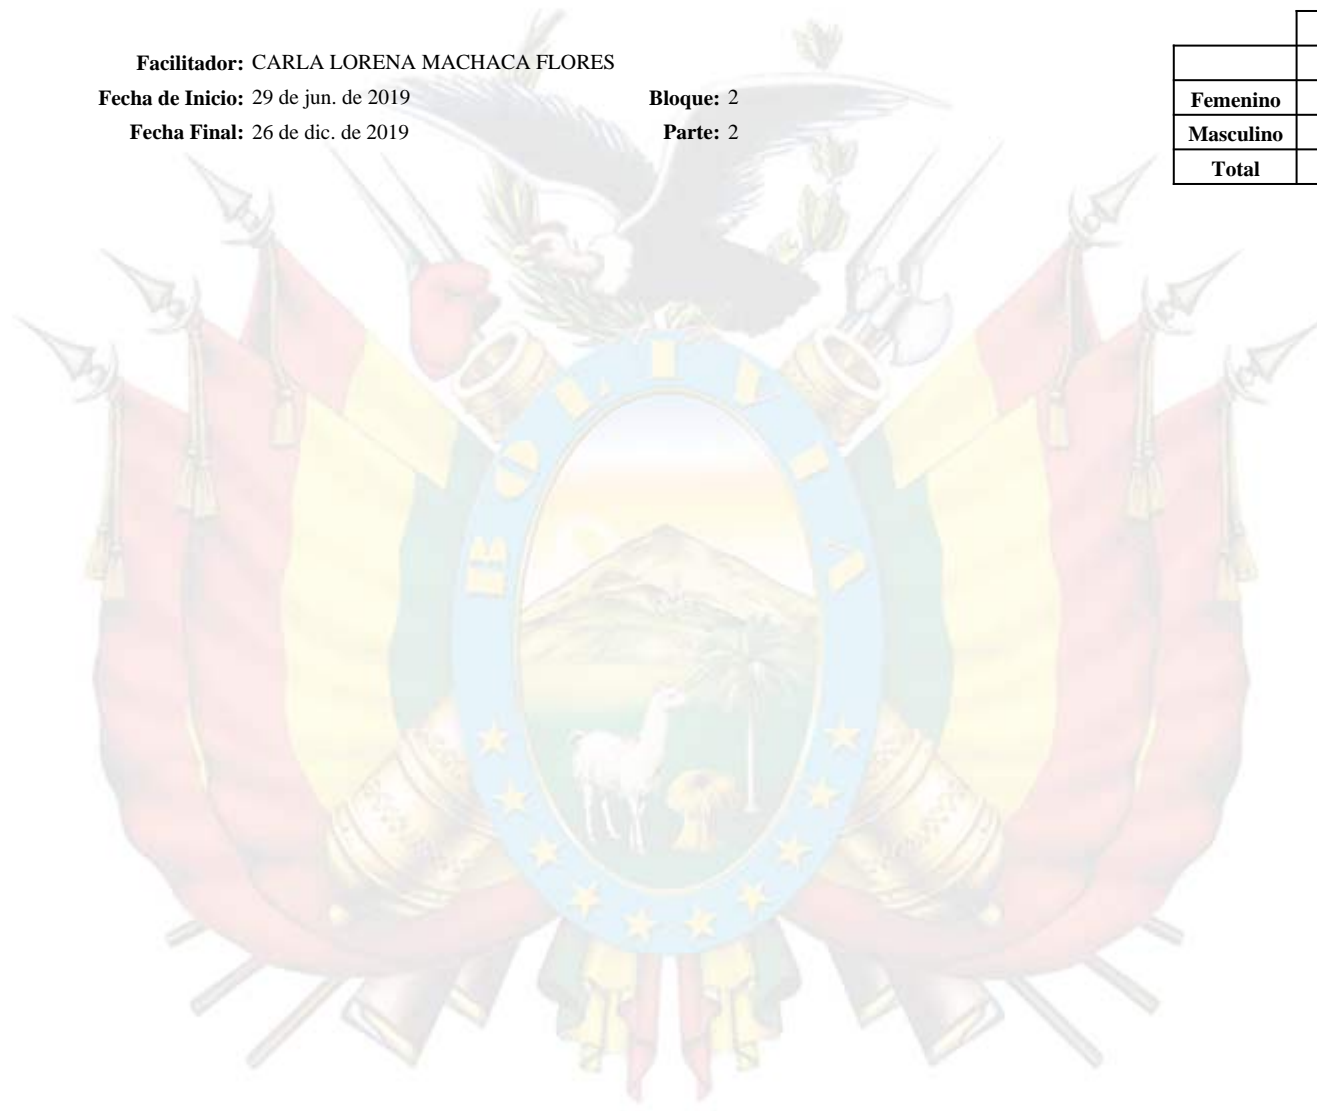 Facilitador: CARLA LORENA MACHACA FLORES
Fecha de Inicio: 29 de jun. de 2019 Bloque: 2
Fecha Final: 26 de dic. de 2019 Parte: 2
Femenino
Masculino
Total
BOLIVIA